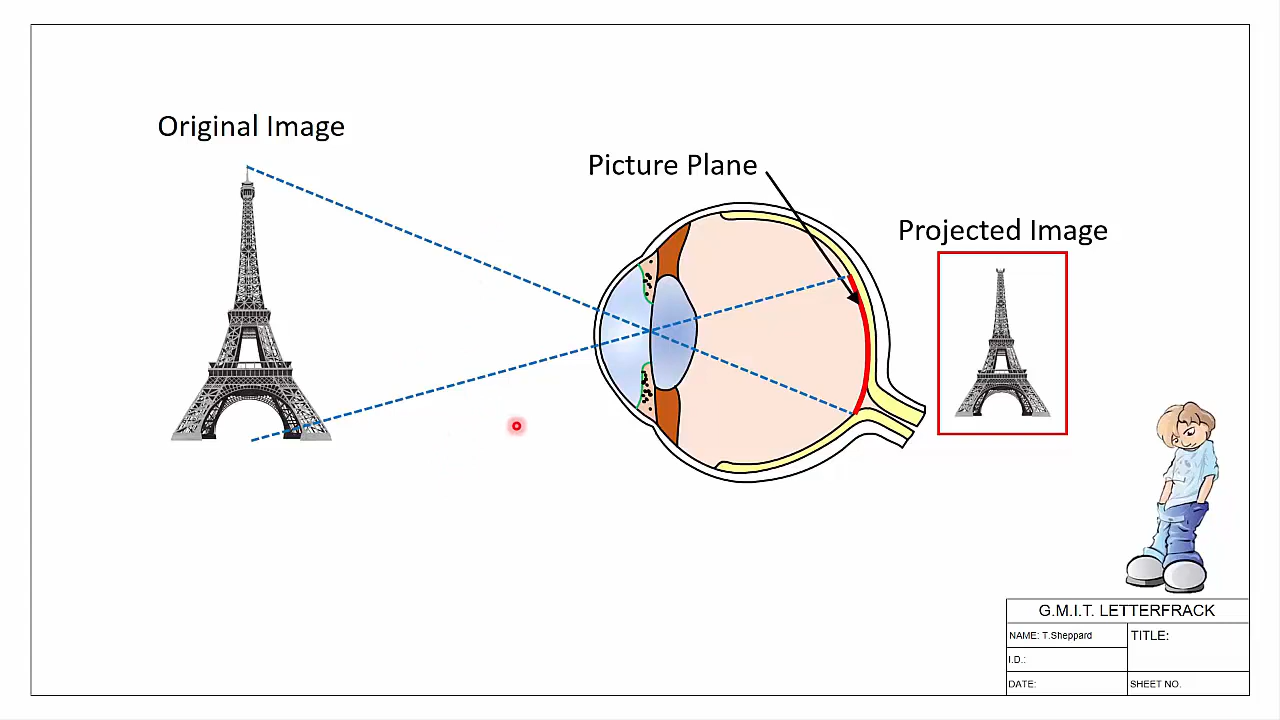 Original Image
Picture Plane
Projected Image
G.M.I.T. LETTERFRACK
NAME: T.Sheppard
TITLE:
I.D.:
DATE:
SHEET NO.